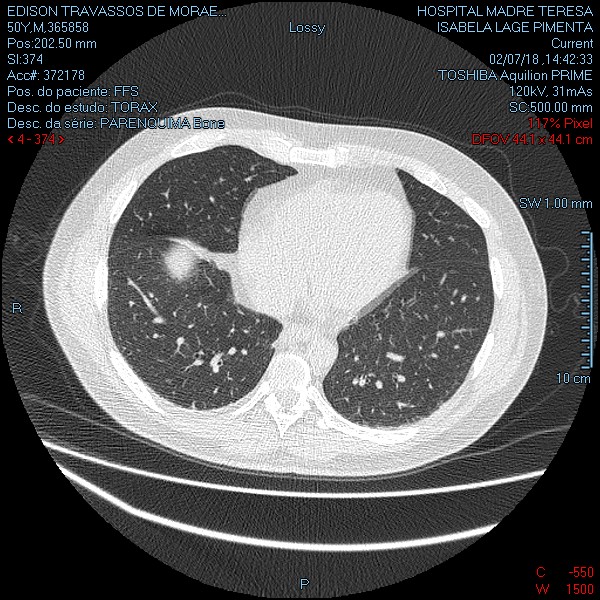 EDISON TRAVASSOS DE MORAE...
50Y,M,365858
Pos:202.50 mm
SI:374
Acc#: 372178
Pos. do paciente: FFS
Desc. do estudo: TORAX
Desc. da série: PARENQUIMA Bone
< 4 - 374 >
Lossy
HOSPITAL MADRE TERESA
ISABELA LAGE PIMENTA
Current
02/07/18 ,14:42:33
TOSHIBA Aquilion PRIME
120kV, 31mAs
SC:500.00 mm
117% Pixel
DFOV:44.1 x 44.1 cm
SW 1.00 mm
R
10 cm
P
C -550
W 1500